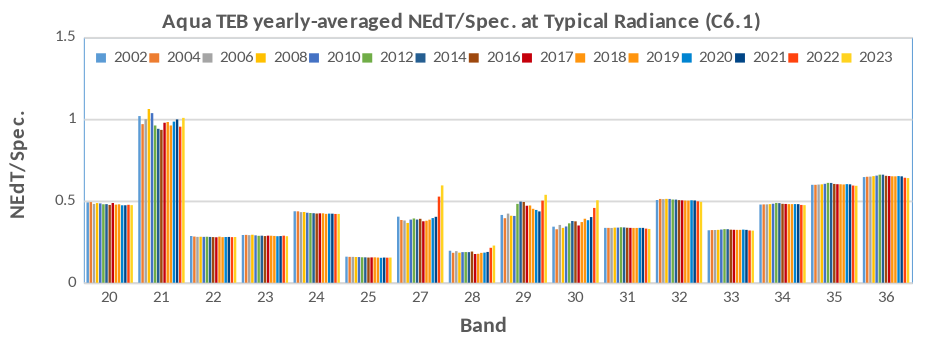 Aqua TEB yearly-averaged NEdT/Spec. at Typical Radiance (C6.1)
1.5
2002 2004 2006 2008 2010 2012 2014 2016 2017 2018 2019 2020 2021 2022 2023
1
0.5
0
NEdT/Spec.
20 21 22 23 24 25 27 28 29 30 31 32 33 34 35 36
Band